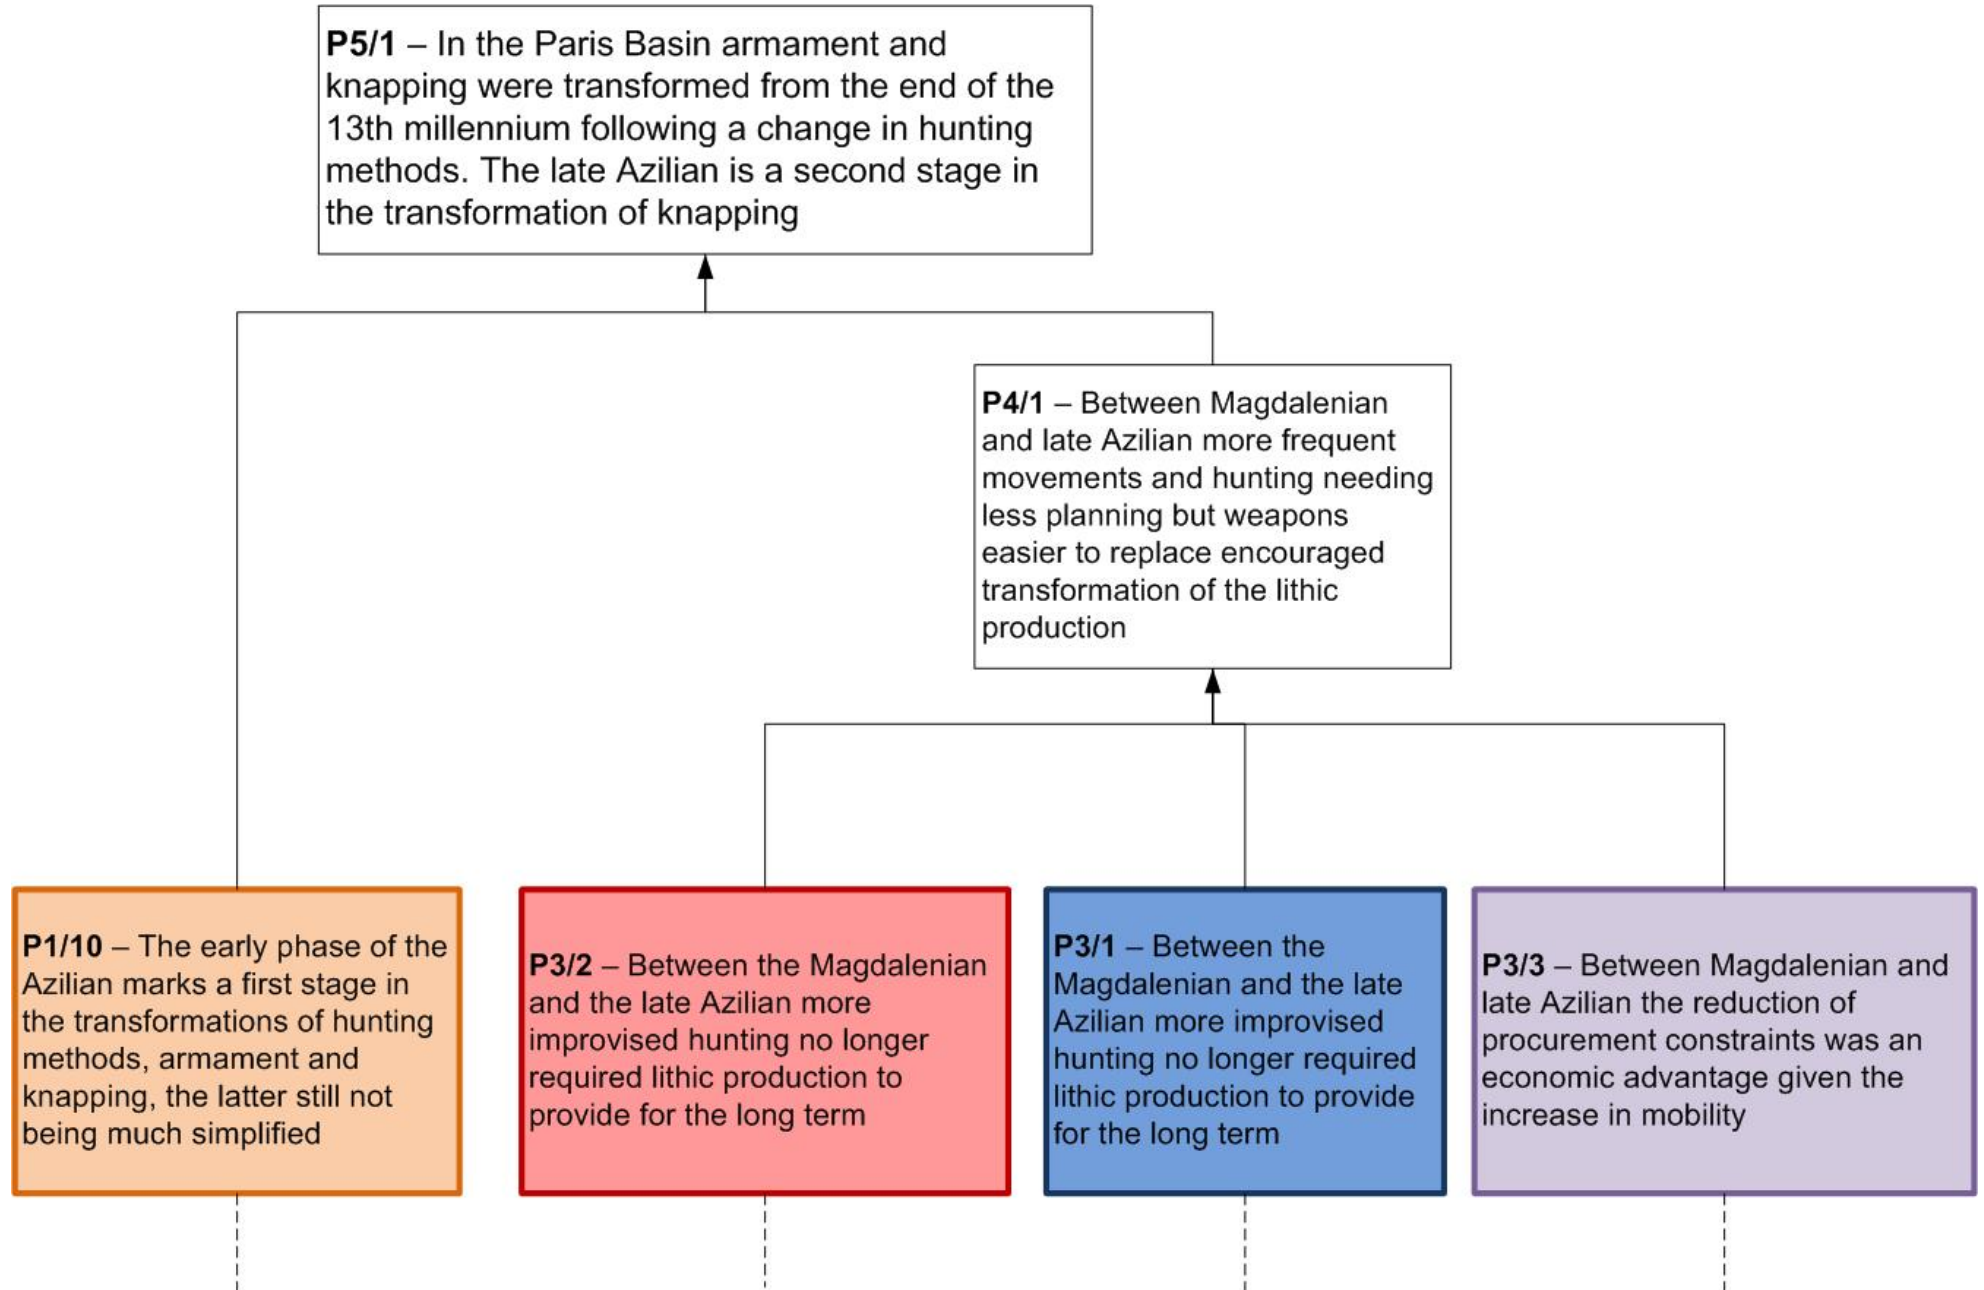 P5/1 – In the Paris Basin armament and
knapping were transformed from the end of the
13th millennium following a change in hunting
methods. The late Azilian is a second stage in
the transformation of knapping
P4/1 – Between Magdalenian
and late Azilian more frequent
movements and hunting needing
less planning but weapons
easier to replace encouraged
transformation of the lithic
production
P1/10 – The early phase of the
Azilian marks a first stage in
the transformations of hunting
methods, armament and
knapping, the latter still not
being much simplified
P3/2 – Between the Magdalenian
and the late Azilian more
improvised hunting no longer
required lithic production to
provide for the long term
P3/1 – Between the
Magdalenian and the late
Azilian more improvised
hunting no longer required
lithic production to provide
for the long term
P3/3 – Between Magdalenian and
late Azilian the reduction of
procurement constraints was an
economic advantage given the
increase in mobility